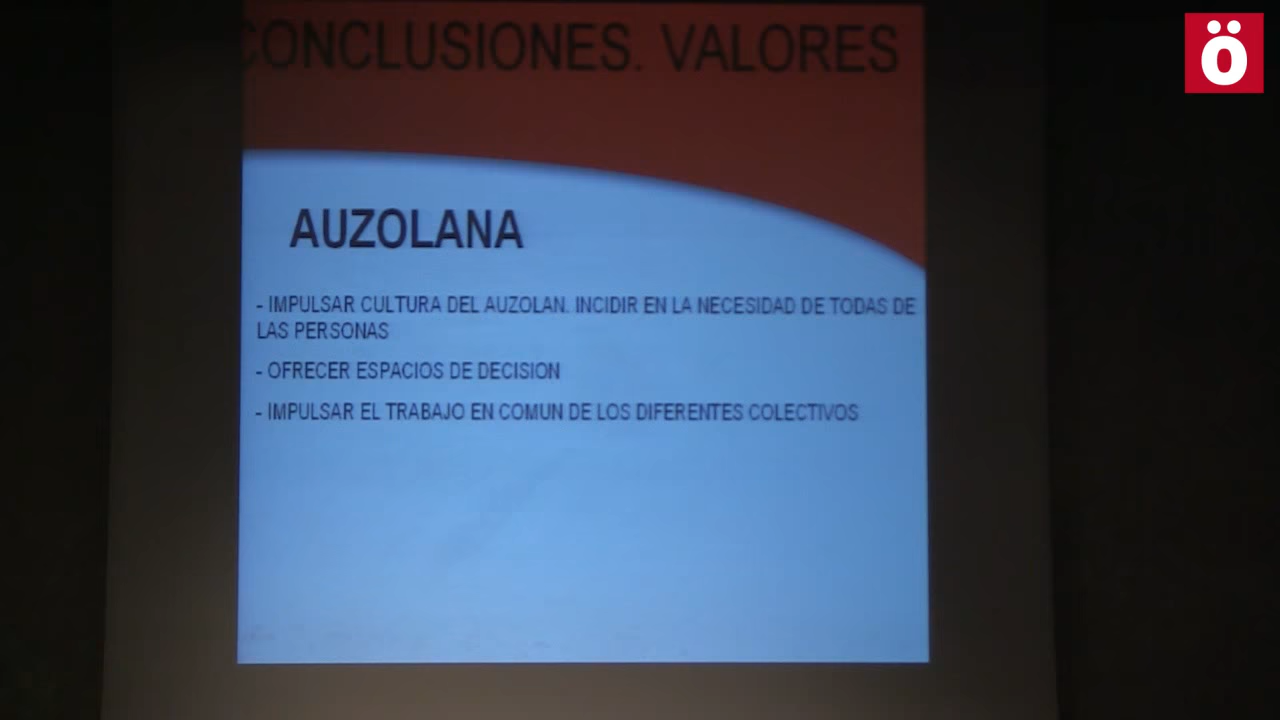 CONCLUSIONES. VALORES
AUZOLANA
- IMPULSAR CULTURA DEL AUZOLAN. INCIDIR EN LA NECESIDAD DE TODAS DE
LAS PERSONAS
- OFRECER ESPACIOS DE DECISION
- IMPULSAR EL TRABAJO EN COMUN DE LOS DIFERENTES COLECTIVOS
ö